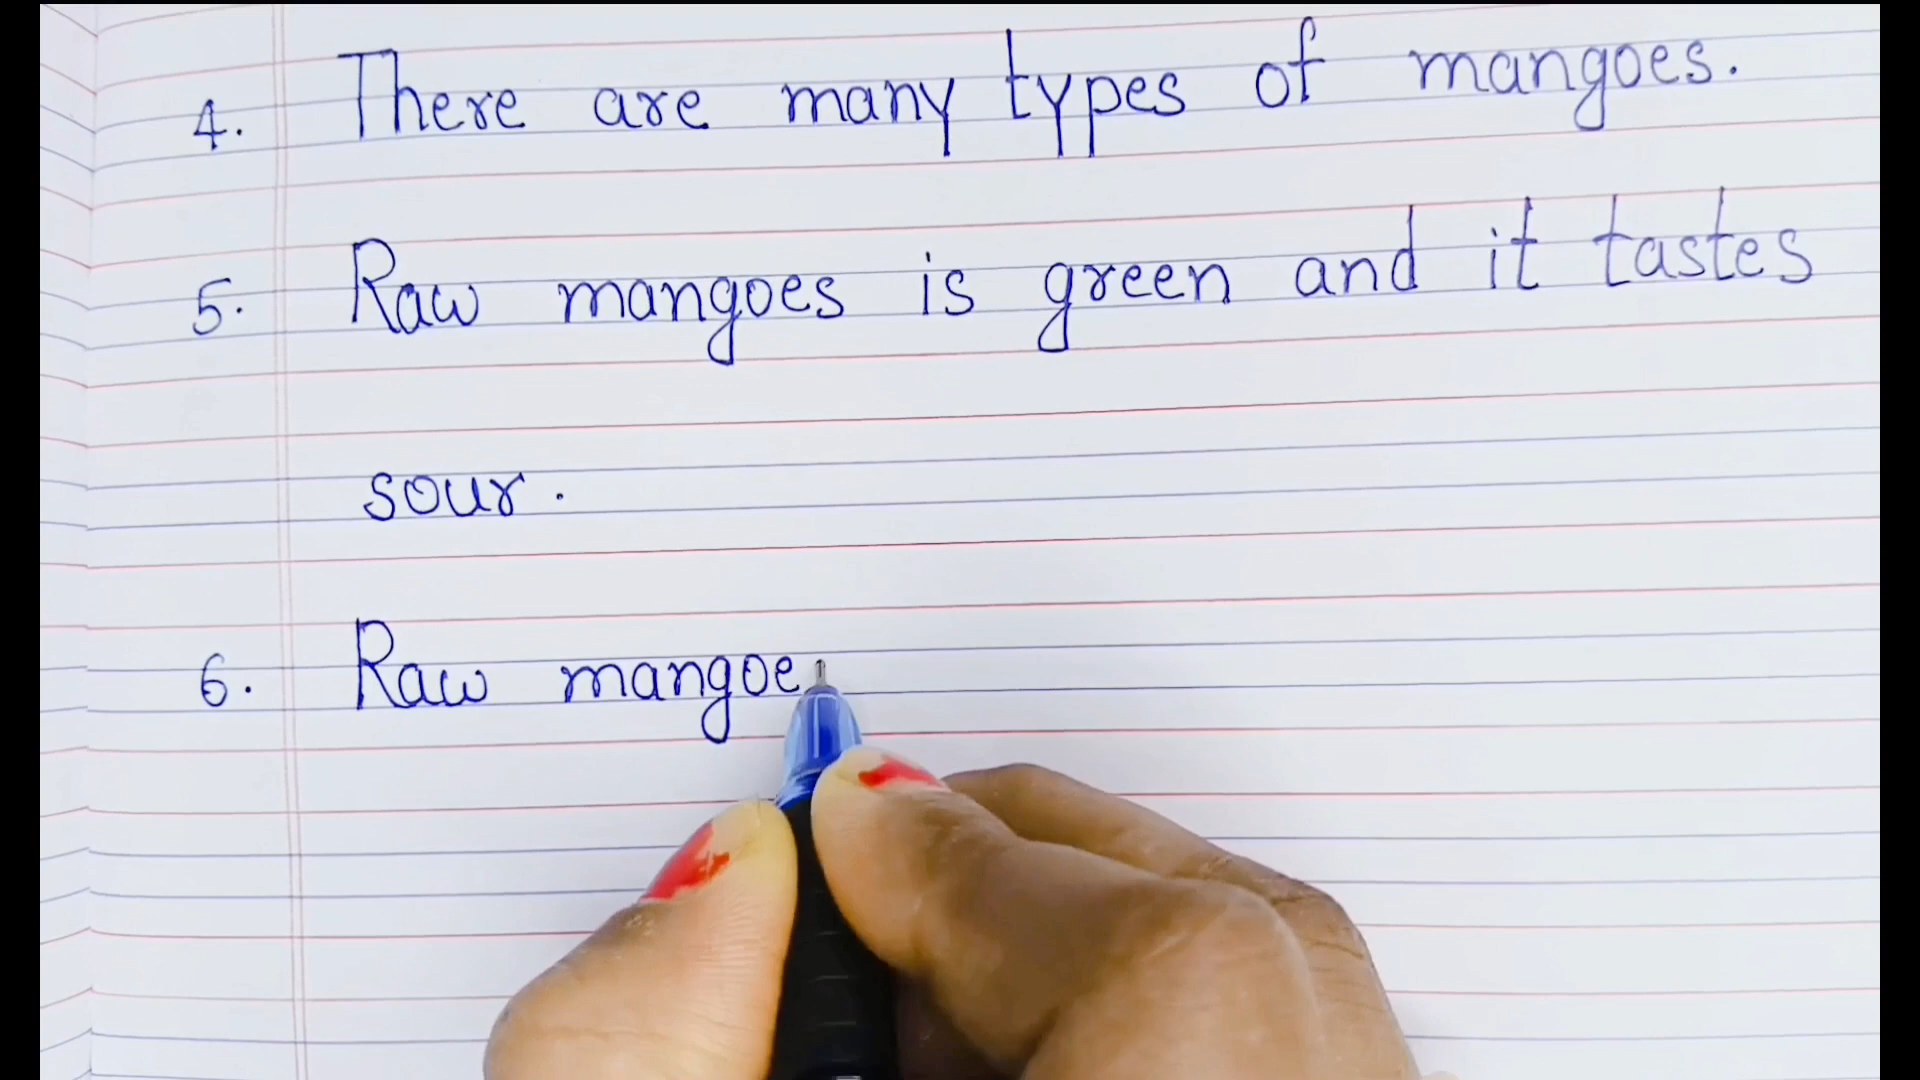 4. There are many types of mangoes.
5. Raw mangoes is green and it tastes
sour.
6. Raw mangoe